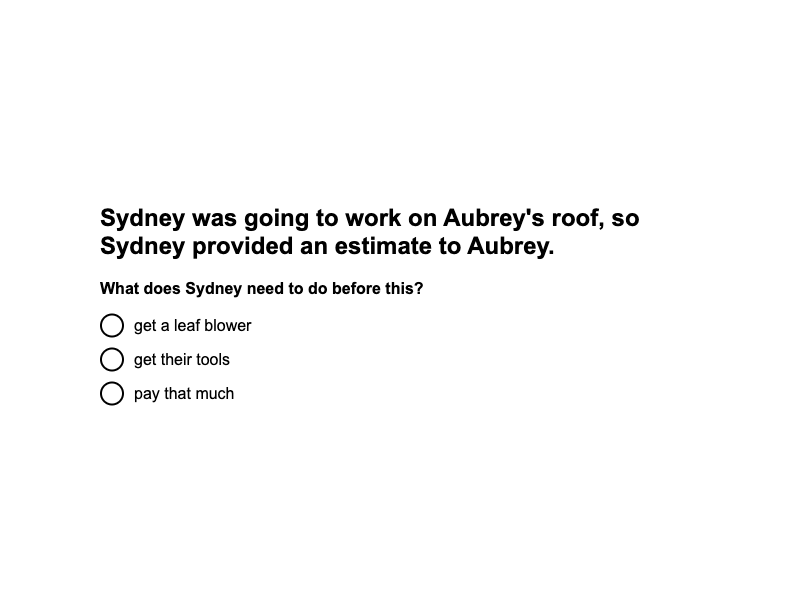 Sydney was going to work on Aubrey's roof, so
Sydney provided an estimate to Aubrey.
What does Sydney need to do before this?
get a leaf blower
get their tools
pay that much